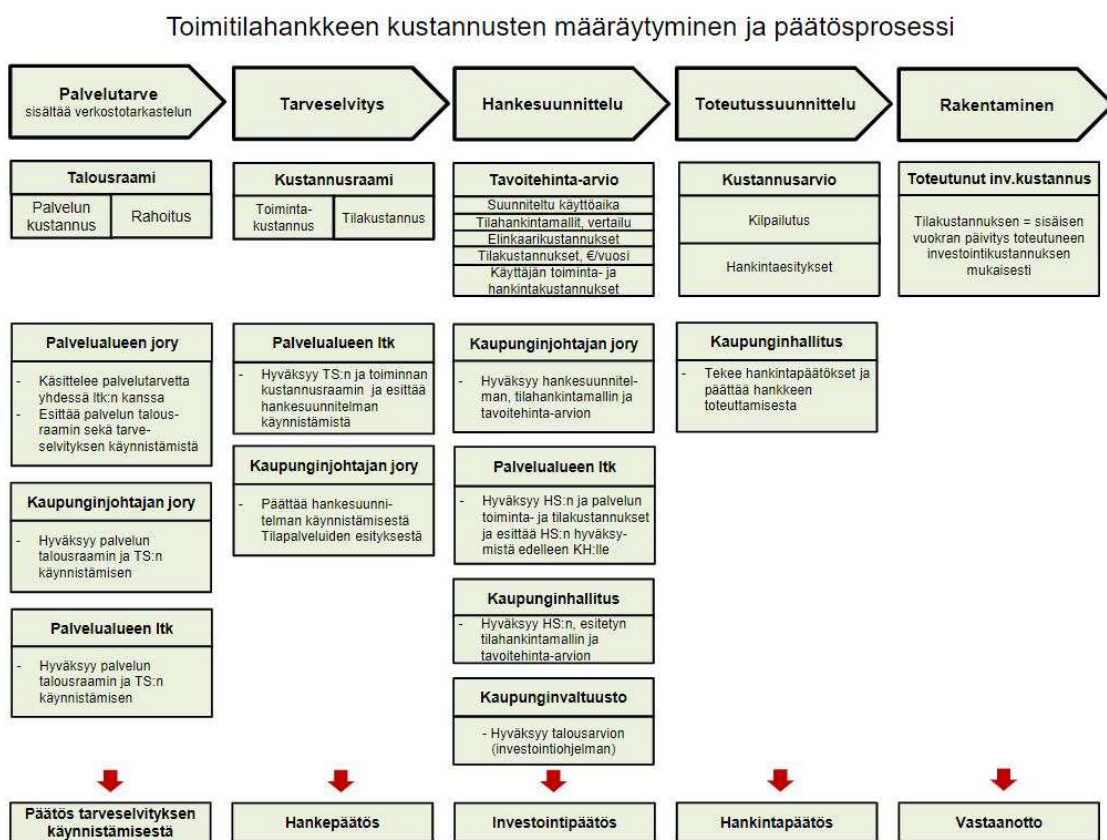 Toimitilahankkeen kustannusten määräytyminen ja päätösprosessi
Palvelutarve
sisältää verkostotarkastelun
Tarveselvitys
Hankesuunnittelu
Toteutussuunnittelu
Rakentaminen
Talousraami
Palvelun
kustannus
Rahoitus
Kustannusraami
Toiminta-
kustannus
Tilakustannus
Tavoitehinta-arvio
Suunniteltu käyttöaika
Tilahankintamallit, vertailu
Elinkaarikustannukset
Tilakustannukset, €/vuosi
Käyttäjän toiminta- ja
hankintakustannukset
Kustannusarvio
Kilpailutus
Hankintaesitykset
Toteutunut inv.kustannus
Tilakustannuksen = sisäisen
vuokran päivitys toteutuneen
investointikustannuksen
mukaisesti
Palvelualueen jory
- Käsittelee palvelutarvetta
yhdessä ltk:n kanssa
- Esittää palvelun talous-
raamin sekä tarve-
selvityksen käynnistämistä
Kaupunginjohtajan jory
- Hyväksyy palvelun
talousraamin ja TS:n
käynnistämisen
Palvelualueen ltk
- Hyväksyy palvelun
talousraamin ja TS:n
käynnistämisen
Palvelualueen ltk
- Hyväksyy TS:n ja toiminnan
kustannusraamin ja esittää
hankesuunnitelman
käynnistämistä
Kaupunginjohtajan jory
- Päättää hankesuunni-
telman käynnistämisestä
Tilapalveluiden esityksestä
Kaupunginjohtajan jory
- Hyväksyy hankesuunnitel-
man, tilahankintamallin ja
tavoitehinta-arvion
Palvelualueen ltk
- Hyväksyy HS:n ja palvelun
toiminta- ja tilakustannukset
ja esittää HS:n hyväksy-
mistä edelleen KH:lle
Kaupunginhallitus
- Hyväksyy HS:n, esitetyn
tilahankintamallin ja
tavoitehinta-arvion
Kaupunginvaltuusto
- Hyväksyy talousarvion
(investointiohjelman)
Kaupunginhallitus
- Tekee hankintapäätökset ja
päättää hankkeen
toteuttamisesta
Päätös tarveselvityksen
käynnistämisestä
Hankepäätös
Investointipäätös
Hankintapäätös
Vastaanotto